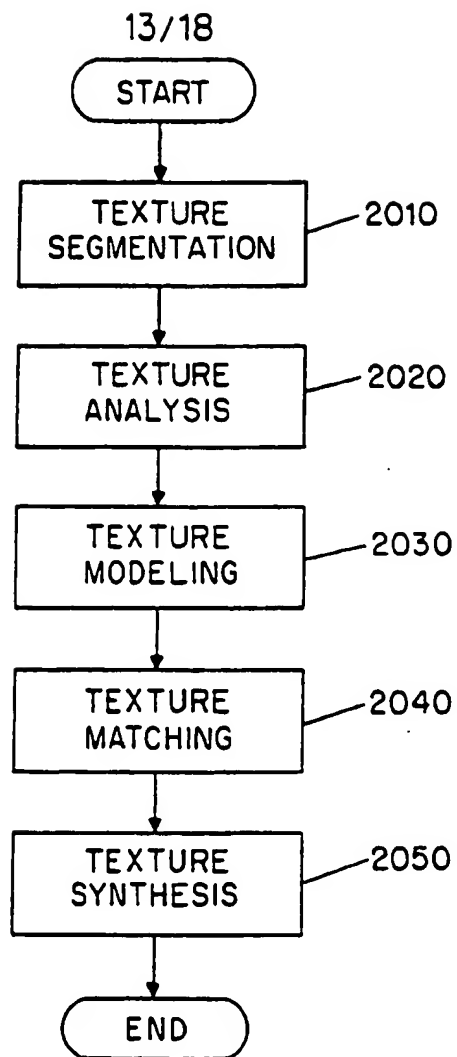 13/18
START
TEXTURE
SEGMENTATION
2010
TEXTURE
ANALYSIS
2020
TEXTURE
MODELING
2030
TEXTURE
MATCHING
2040
TEXTURE
SYNTHESIS
2050
END